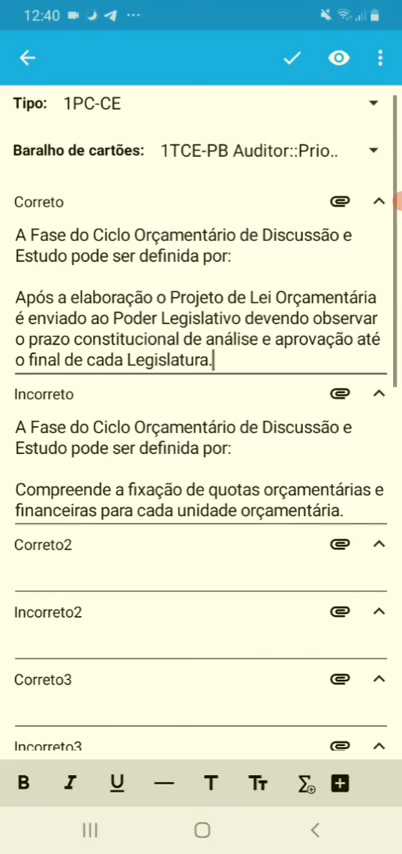 12:40
Tipo: 1PC-CE
Baralho de cartões: 1TCE-PB Auditor::Prio..
Correto
A Fase do Ciclo Orçamentário de Discussão e
Estudo pode ser definida por:
Após a elaboração o Projeto de Lei Orçamentária
é enviado ao Poder Legislativo devendo observar
o prazo constitucional de análise e aprovação até
o final de cada Legislatura.
Incorreto
A Fase do Ciclo Orçamentário de Discussão e
Estudo pode ser definida por:
Compreende a fixação de quotas orçamentárias e
financeiras para cada unidade orçamentária.
Correto2
Incorreto2
Correto3
Incorreto3
B I U T TT